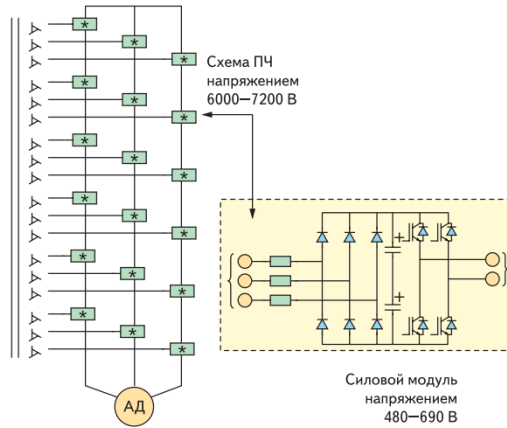 Схема ПЧ
напряжением
6000—7200 В
* * *
* * *
* * *
* * *
* * *
* * *
+
+
АД
Силовой модуль
напряжением
480—690 В